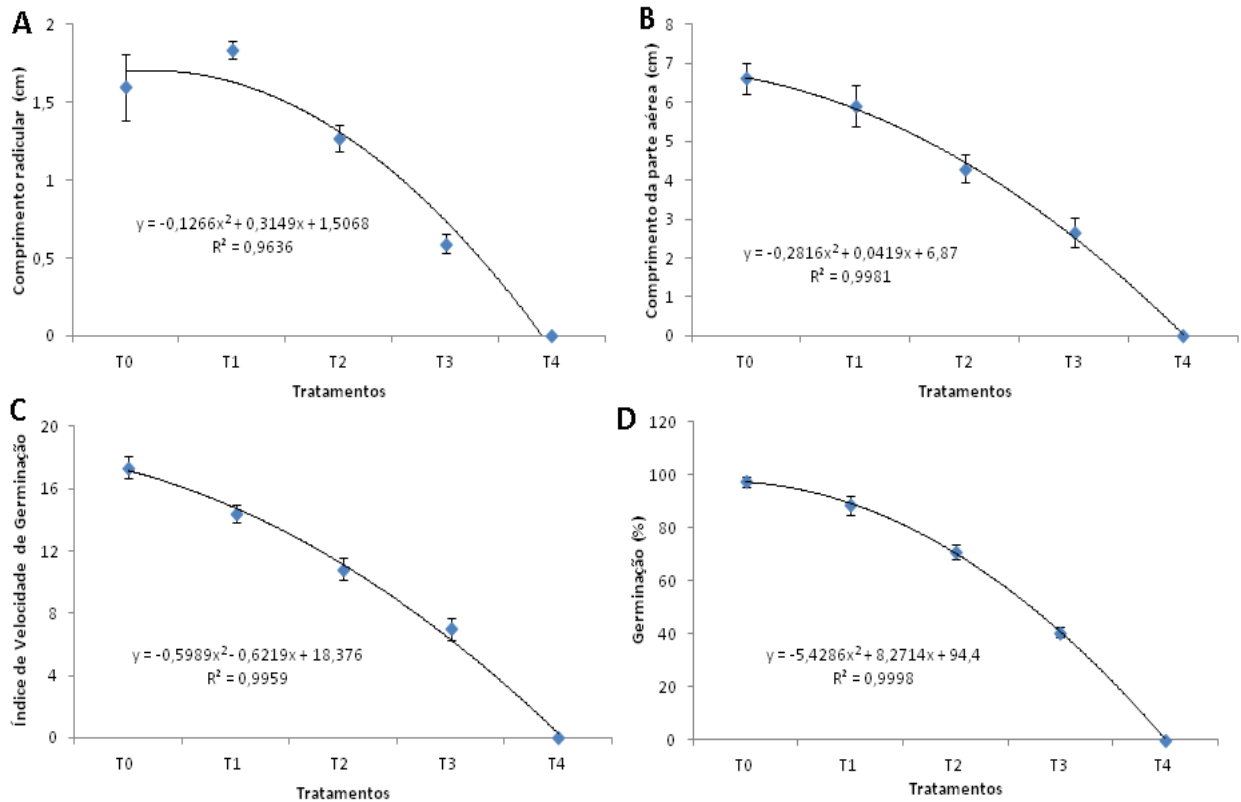 A
Comprimento radicular (cm)
2
1,5
1
0,5
0
y = -0,1266x² + 0,3149x + 1,5068
R² = 0,9636
T0 T1 T2 T3 T4
Tratamentos
B
Comprimento da parte aérea (cm)
8
7
6
5
4
3
2
1
0
y = -0,2816x² + 0,0419x + 6,87
R² = 0,9981
T0 T1 T2 T3 T4
Tratamentos
C
Índice de Velocidade de Germinação
20
16
12
8
4
0
y = -0,5989x² - 0,6219x + 18,376
R² = 0,9959
T0 T1 T2 T3 T4
Tratamentos
D
Germinação (%)
120
100
80
60
40
20
0
y = -5,4286x² + 8,2714x + 94,4
R² = 0,9998
T0 T1 T2 T3 T4
Tratamentos